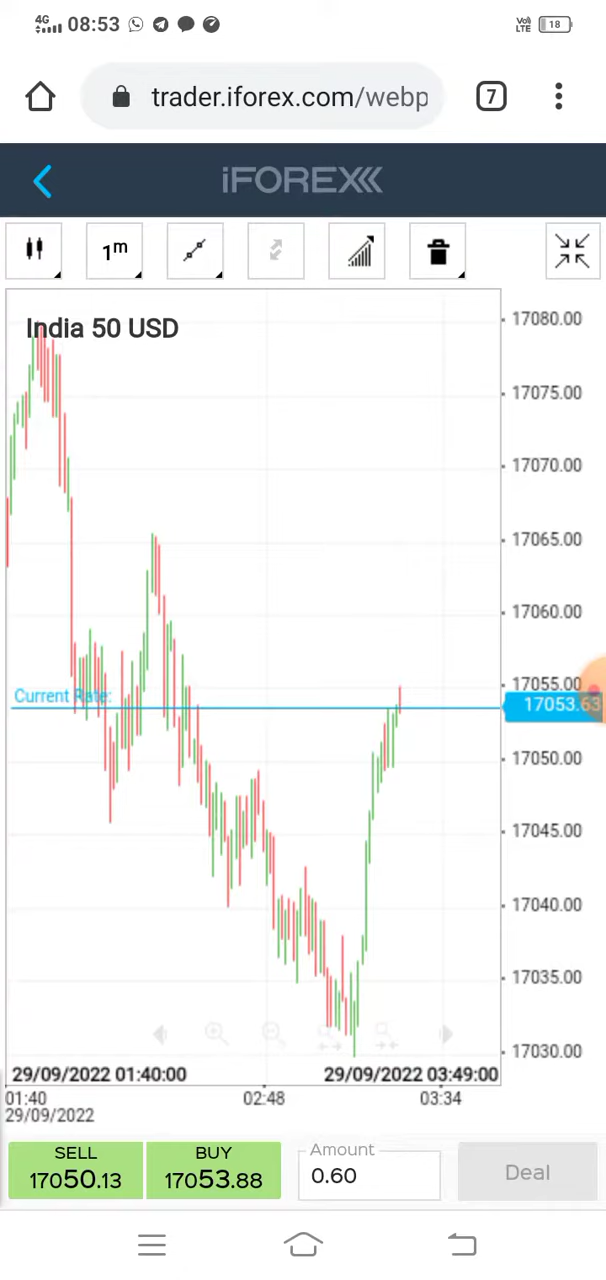 4G 08:53 VoI LTE 18
trader.iforex.com/webp 7
iFOREX
1m
India 50 USD
17080.00
17075.00
17070.00
17065.00
17060.00
17055.00
Current Rate:
17053.63
17050.00
17045.00
17040.00
17035.00
17030.00
29/09/2022 01:40:00 29/09/2022 03:49:00
01:40 02:48 03:34
29/09/2022
SELL BUY Amount
17050.13 17053.88 0.60 Deal